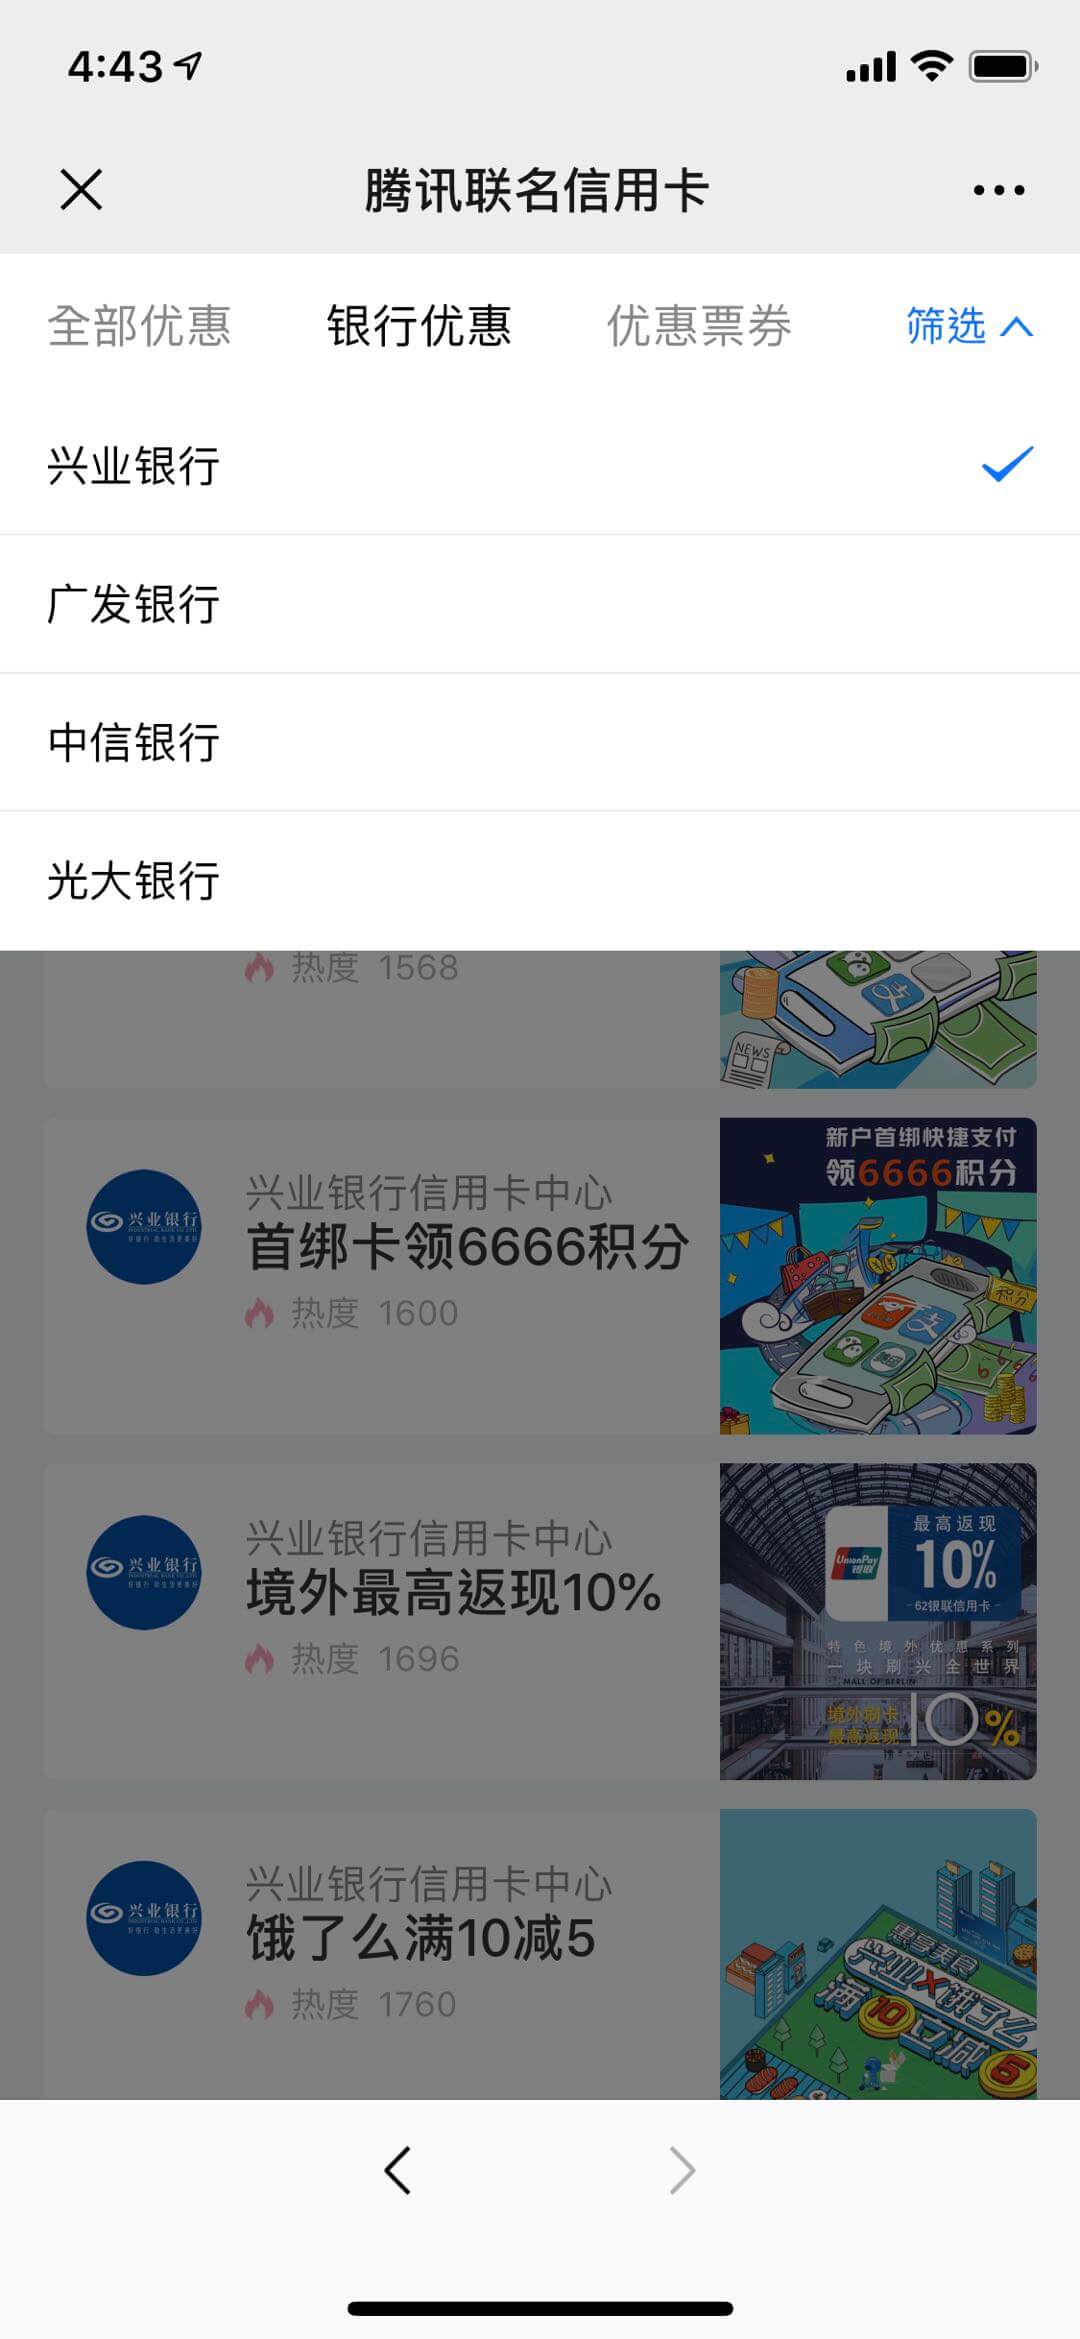 4:43
腾讯联名信用卡
全部优惠 银行优惠 优惠票券 筛选
兴业银行
广发银行
中信银行
光大银行
热度 1568
NEWS
兴业银行信用卡中心
首绑卡领6666积分
热度 1600
兴业银行
新户首绑快捷支付
领6666积分
积分
兴业银行信用卡中心
境外最高返现10%
热度 1696
兴业银行
最高返现
UnionPay
银联
10%
62银联信用卡
特色境外优惠系列
一块刷兴全世界
MALL OF BERLIN
境外刷卡
最高返现
10%
兴业银行信用卡中心
饿了么满10减5
热度 1760
兴业银行
惠享美食
兴业X饿了么
满10立减5